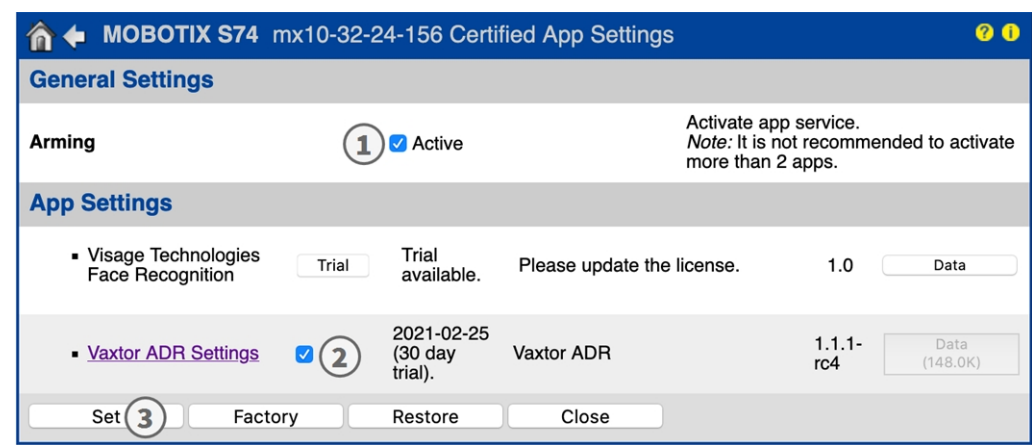 MOBOTIX S74 mx10-32-24-156 Certified App Settings ? i
General Settings
Arming
1
Active
Activate app service.
Note: It is not recommended to activate
more than 2 apps.
App Settings
Visage Technologies
Face Recognition
Trial
Trial
available.
Please update the license.
1.0
Data
Vaxtor ADR Settings
2
2021-02-25
(30 day
trial).
Vaxtor ADR
1.1.1-
rc4
Data
(148.0K)
Set 3 Factory Restore Close